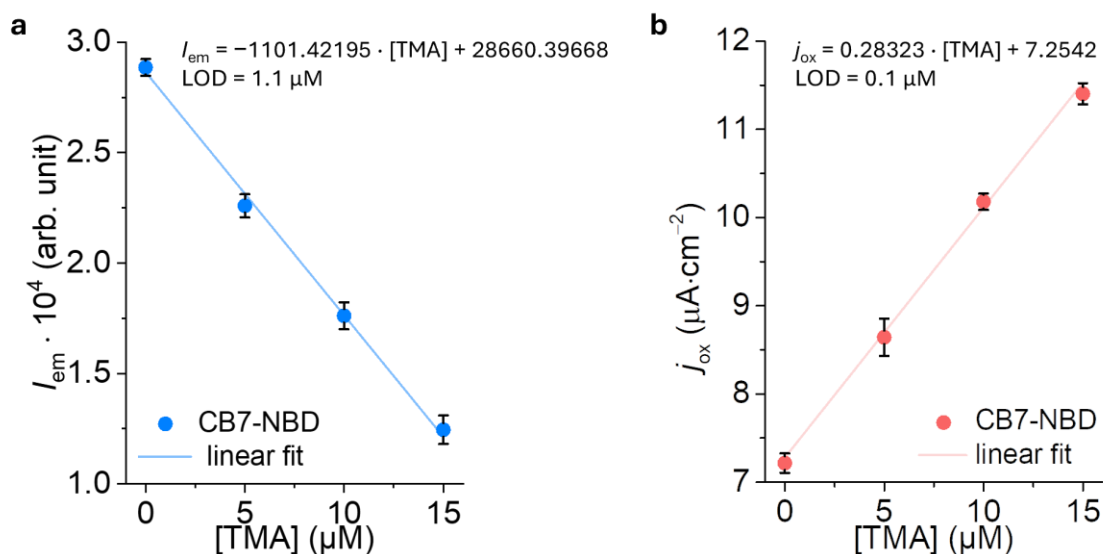 a
I_em = −1101.42195 · [TMA] + 28660.39668
LOD = 1.1 µM
3.0
2.5
2.0
1.5
1.0
I_em · 10⁴ (arb. unit)
CB7-NBD
linear fit
0 5 10 15
[TMA] (µM)
b
j_ox = 0.28323 · [TMA] + 7.2542
LOD = 0.1 µM
12
11
10
9
8
7
j_ox (µA·cm⁻²)
CB7-NBD
linear fit
0 5 10 15
[TMA] (µM)